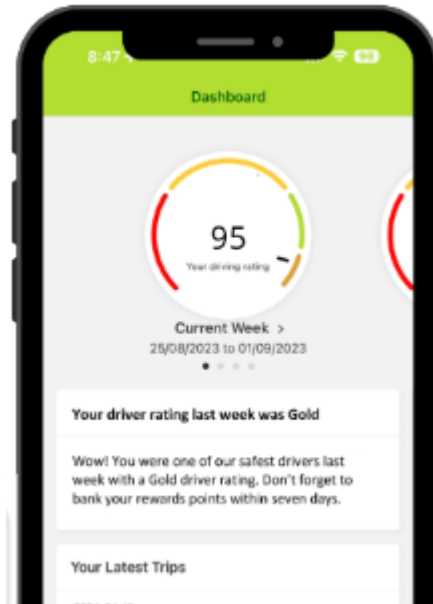 8:47
98
Dashboard
95
Your driving rating
Current Week >
25/08/2023 to 01/09/2023
Your driver rating last week was Gold
Wow! You were one of our safest drivers last
week with a Gold driver rating. Don't forget to
bank your rewards points within seven days.
Your Latest Trips